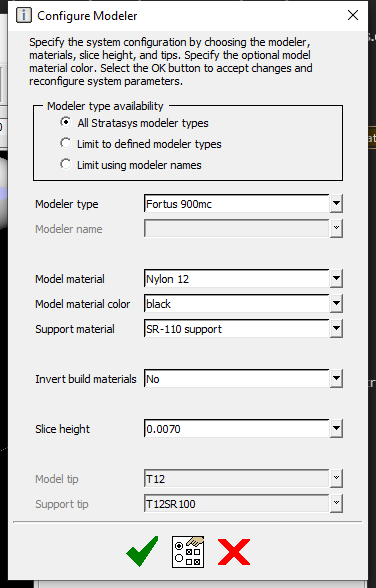 Configure Modeler
Specify the system configuration by choosing the modeler,
materials, slice height, and tips. Specify the optional model
material color. Select the OK button to accept changes and
reconfigure system parameters.
Modeler type availability
All Stratasys modeler types
Limit to defined modeler types
Limit using modeler names
Modeler type Fortus 900mc
Modeler name
Model material Nylon 12
Model material color black
Support material SR-110 support
Invert build materials No
Slice height 0.0070
Model tip T12
Support tip T12SR100